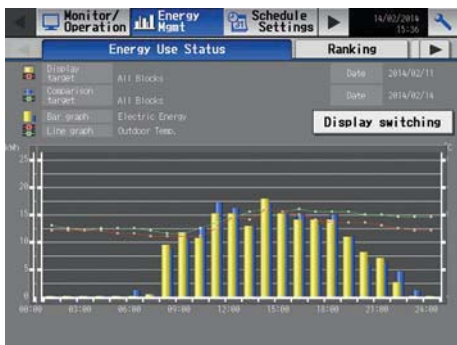 Monitor/ Operation
Energy Mgmt
Schedule Settings
14/02/2014
15:36
Energy Use Status
Ranking
Display target
All Blocks
Date
2014/02/11
Comparison target
All Blocks
Date
2014/02/14
Bar graph
Electric Energy
Line graph
Outdoor Temp.
Display switching
kWh
°C
25
20
15
10
5
0
00:00
03:00
06:00
09:00
12:00
15:00
18:00
21:00
24:00